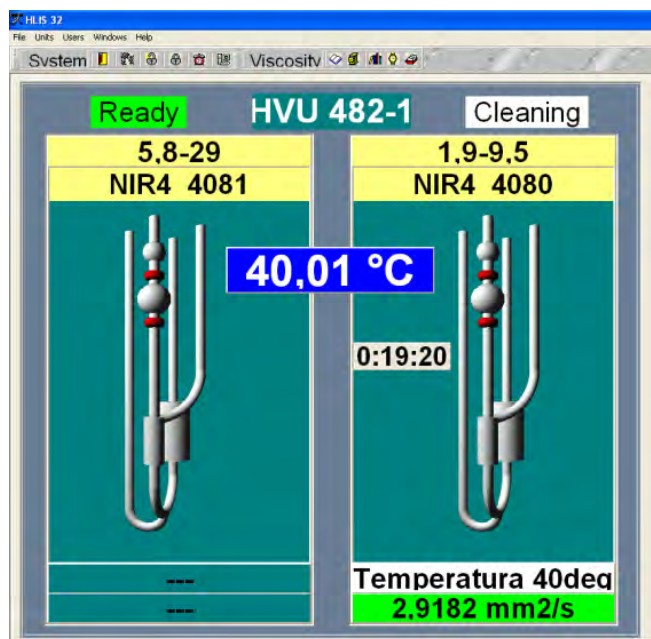 HLIS 32
File Units Users Windows Help
System Viscosity
Ready HVU 482-1 Cleaning
5,8-29 1,9-9,5
NIR4 4081 NIR4 4080
40,01 °C
0:19:20
--- Temperatura 40deg
--- 2,9182 mm2/s